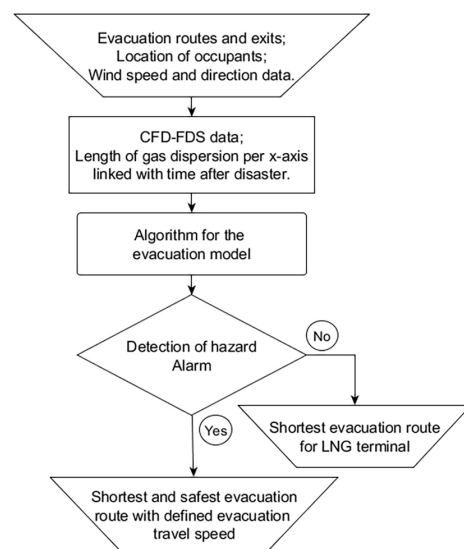 Evacuation routes and exits;
Location of occupants;
Wind speed and direction data.
CFD-FDS data;
Length of gas dispersion per x-axis
linked with time after disaster.
Algorithm for the
evacuation model
Detection of hazard
Alarm
No
Yes
Shortest evacuation route
for LNG terminal
Shortest and safest evacuation
route with defined evacuation
travel speed